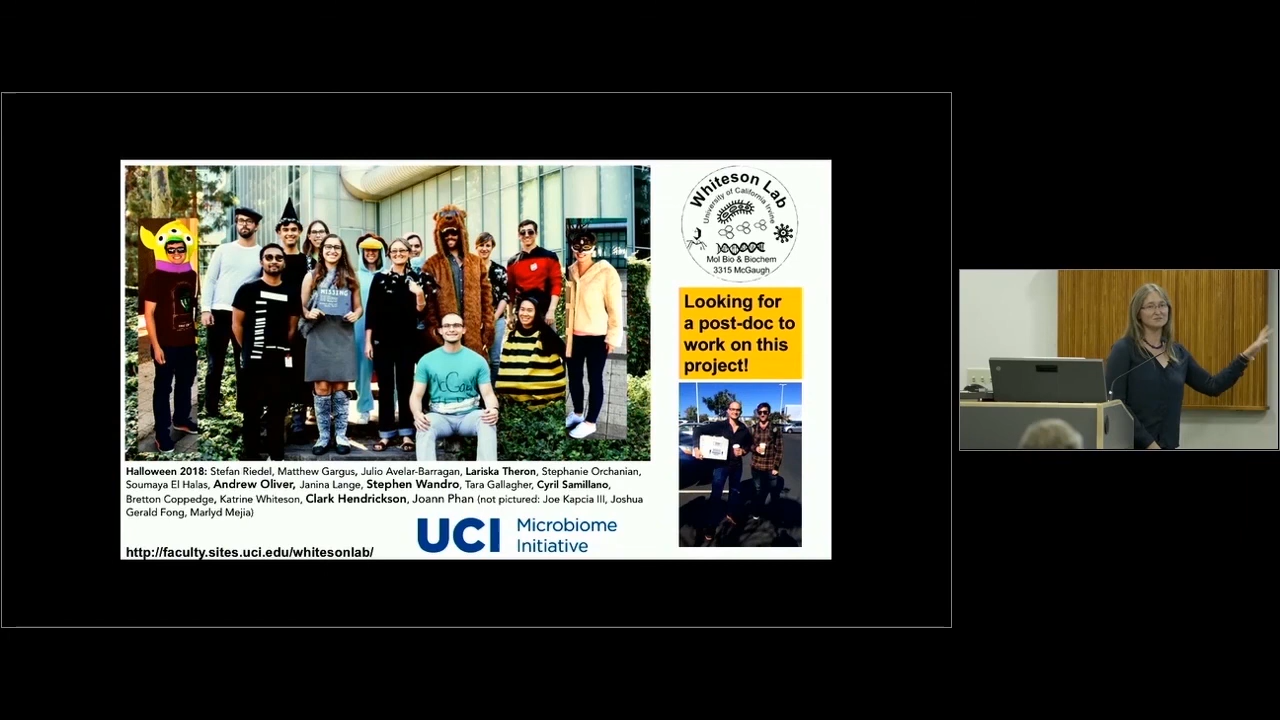 Whiteson Lab
University of California Irvine
Mol Bio & Biochem
3315 McGaugh
Looking for
a post-doc to
work on this
project!
MISSING
McGaw
Halloween 2018: Stefan Riedel, Matthew Gargus, Julio Avelar-Barragan, Lariska Theron, Stephanie Orchanian,
Soumaya El Halas, Andrew Oliver, Janina Lange, Stephen Wandro, Tara Gallagher, Cyril Samillano,
Bretton Coppedge, Katrine Whiteson, Clark Hendrickson, Joann Phan (not pictured: Joe Kapcia III, Joshua
Gerald Fong, Marlyd Mejia)
UCI Microbiome
Initiative
http://faculty.sites.uci.edu/whitesonlab/